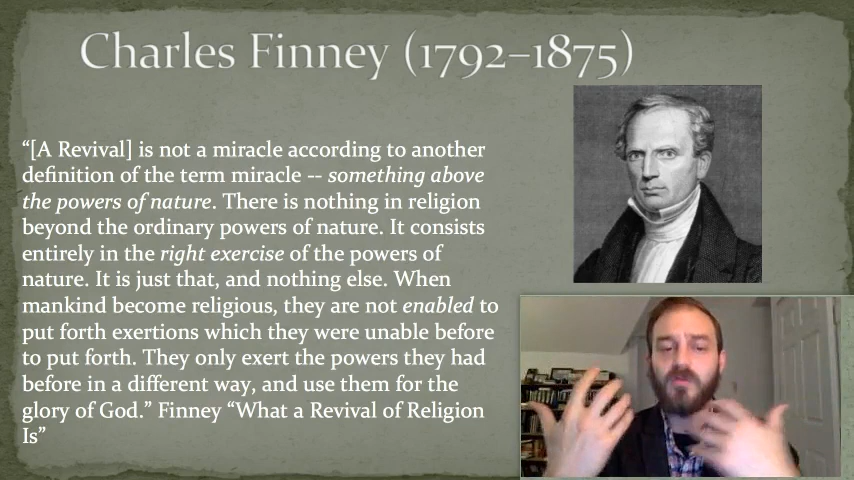 Charles Finney (1792–1875)
“[A Revival] is not a miracle according to another
definition of the term miracle -- something above
the powers of nature. There is nothing in religion
beyond the ordinary powers of nature. It consists
entirely in the right exercise of the powers of
nature. It is just that, and nothing else. When
mankind become religious, they are not enabled to
put forth exertions which they were unable before
to put forth. They only exert the powers they had
before in a different way, and use them for the
glory of God.” Finney “What a Revival of Religion
Is”